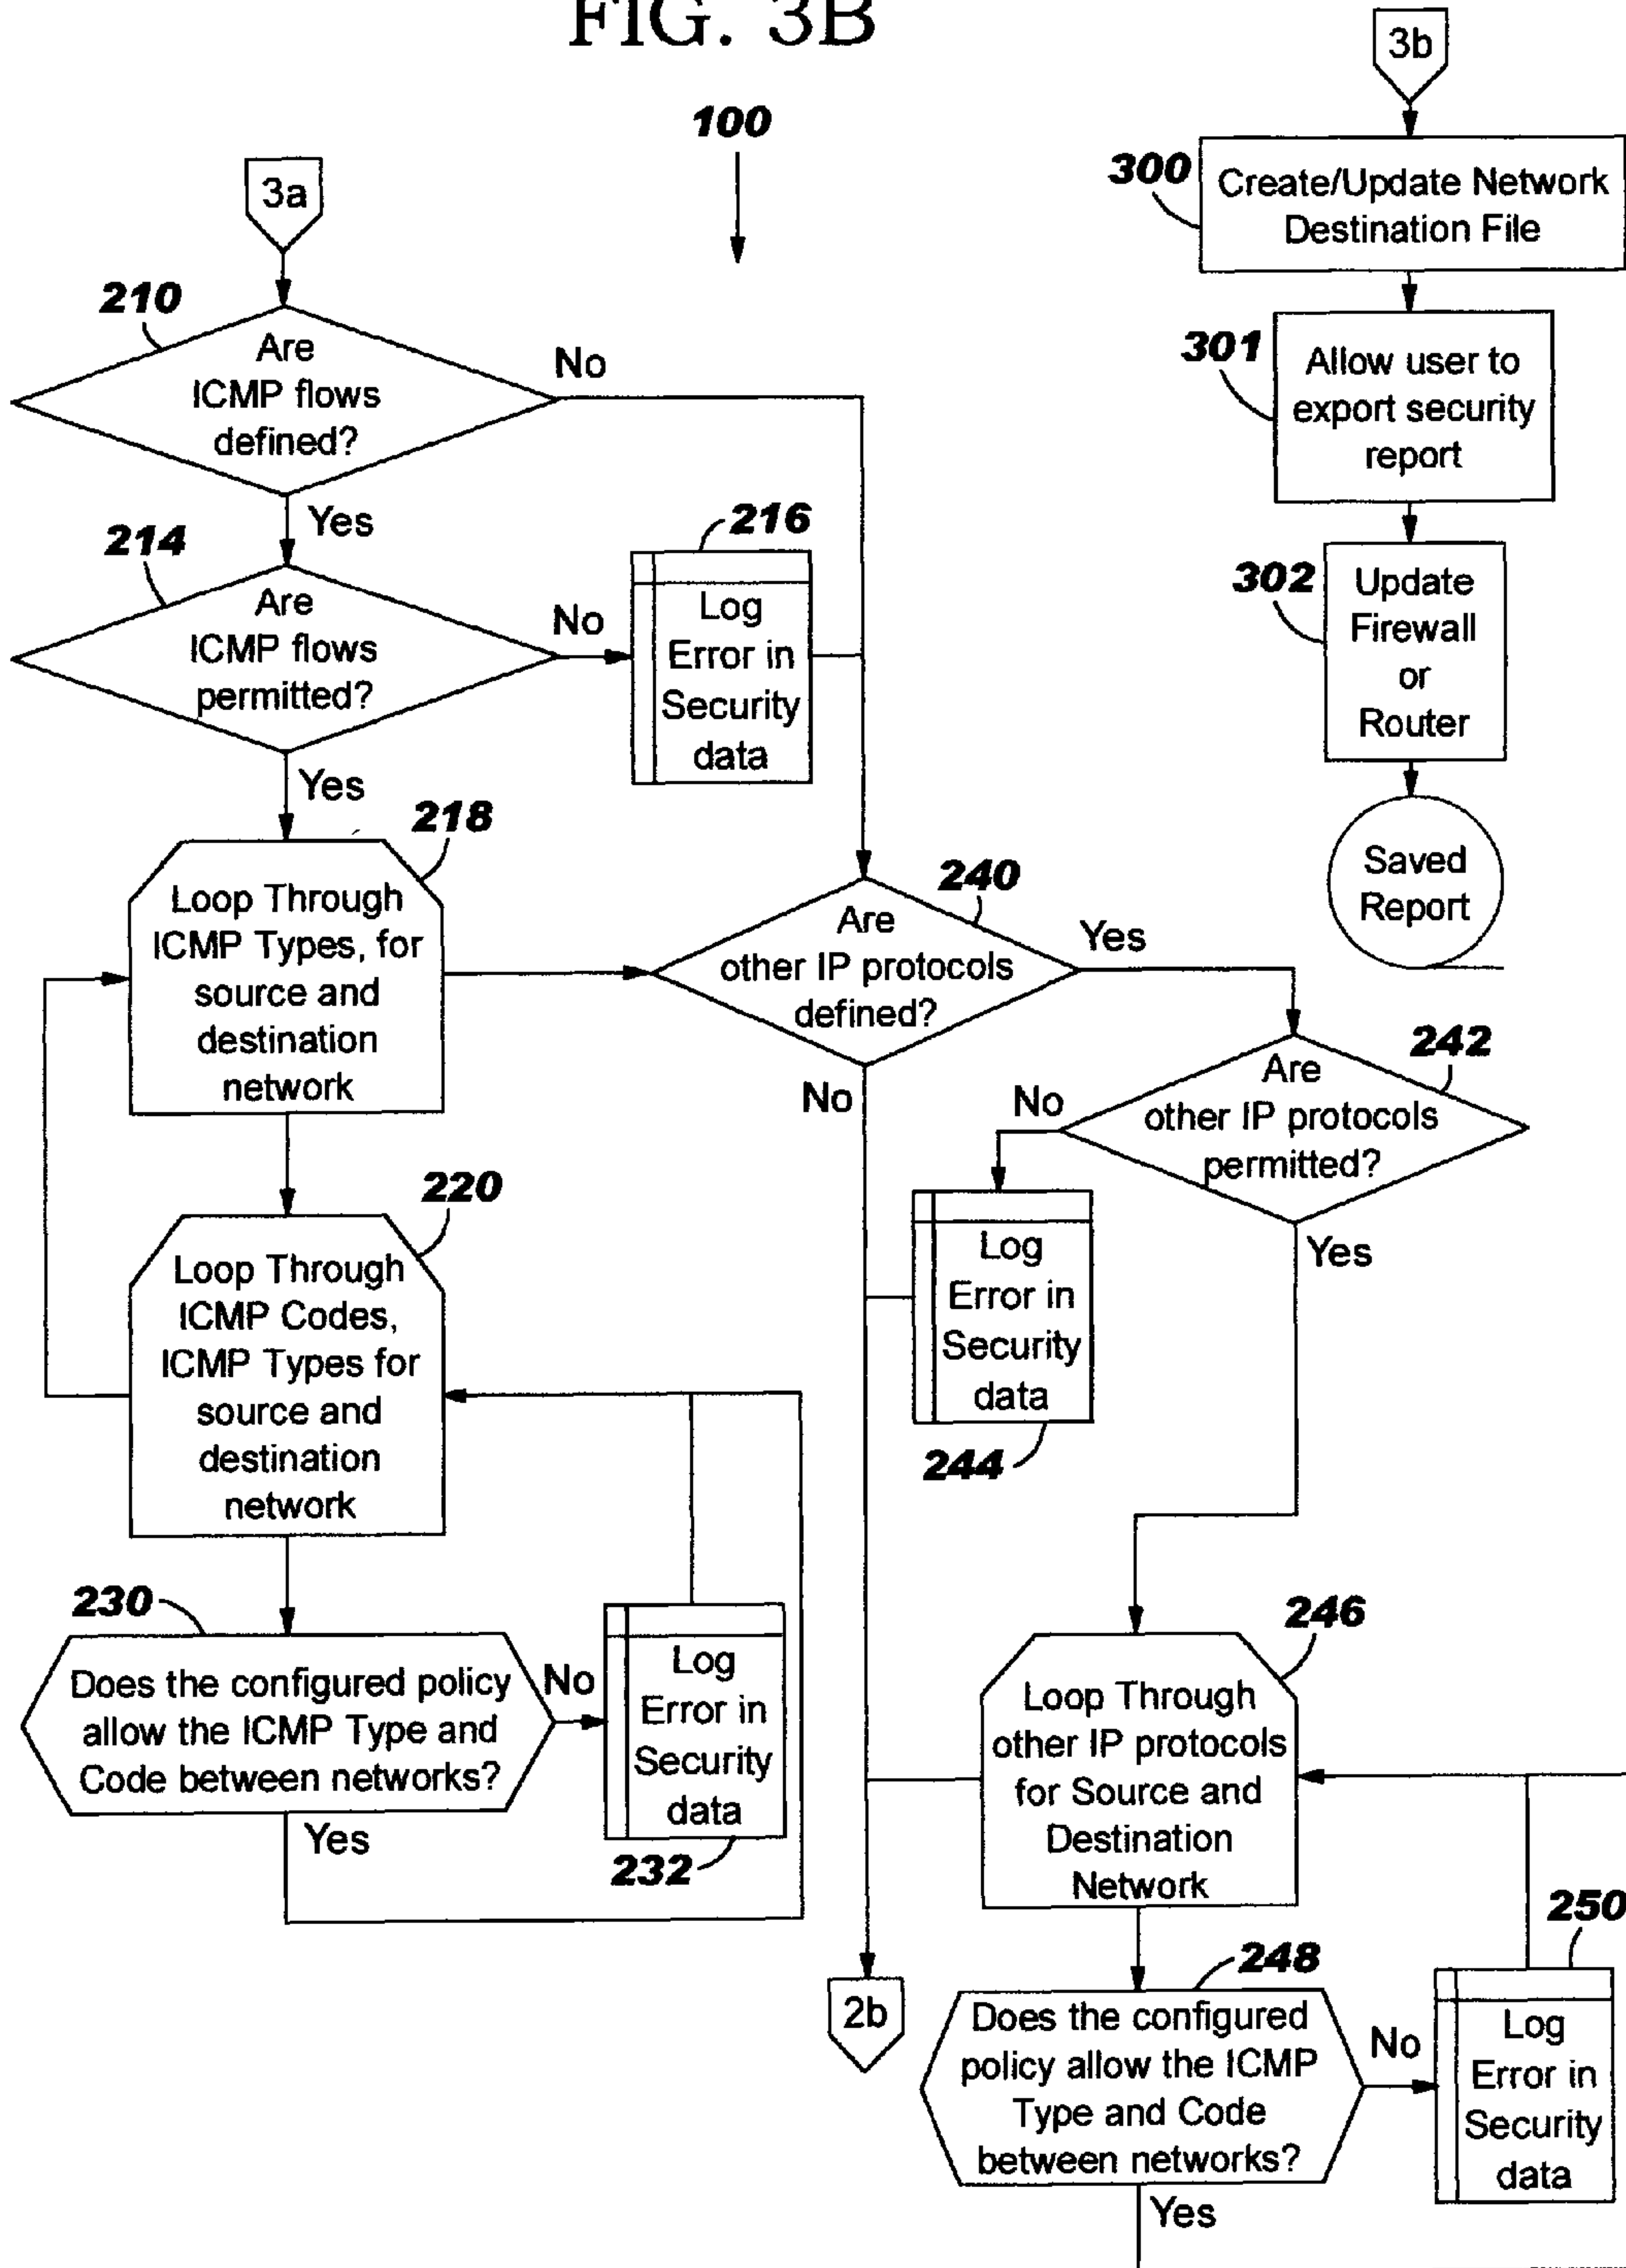 FIG. 3B
100
3a
210
Are
ICMP flows
defined?
No
Yes
214
Are
ICMP flows
permitted?
No
216
Log
Error in
Security
data
Yes
218
Loop Through
ICMP Types, for
source and
destination
network
220
Loop Through
ICMP Codes,
ICMP Types for
source and
destination
network
230
Does the configured policy
allow the ICMP Type and
Code between networks?
No
Log
Error in
Security
data
232
Yes
240
Are
other IP protocols
defined?
Yes
No
242
Are
other IP protocols
permitted?
No
Log
Error in
Security
data
244
Yes
246
Loop Through
other IP protocols
for Source and
Destination
Network
2b
248
Does the configured
policy allow the ICMP
Type and Code
between networks?
No
250
Log
Error in
Security
data
Yes
3b
300
Create/Update Network
Destination File
301
Allow user to
export security
report
302
Update
Firewall
or
Router
Saved
Report